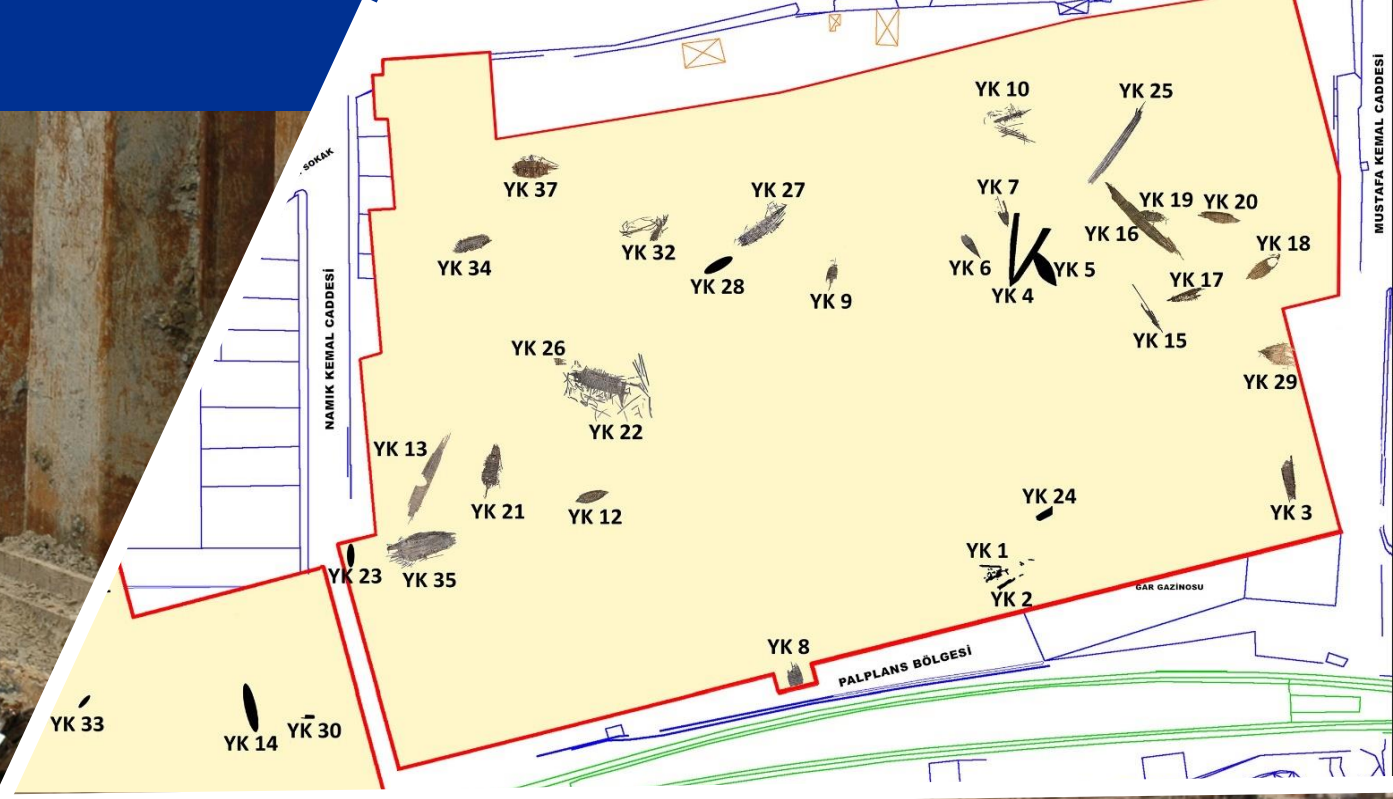 YK 10
YK 25
MUSTAFA KEMAL CADDESİ
SOKAK
YK 37
YK 27
YK 7
YK 19
YK 20
YK 32
YK 16
YK 18
YK 34
YK 6
YK 5
YK 28
YK 9
YK 4
YK 17
NAMIK KEMAL CADDESİ
YK 15
YK 26
YK 29
YK 22
YK 13
YK 24
YK 21
YK 12
YK 3
YK 1
YK 23
YK 35
GAR GAZİNOSU
YK 2
YK 8
PALPLANS BÖLGESİ
YK 33
YK 14
YK 30